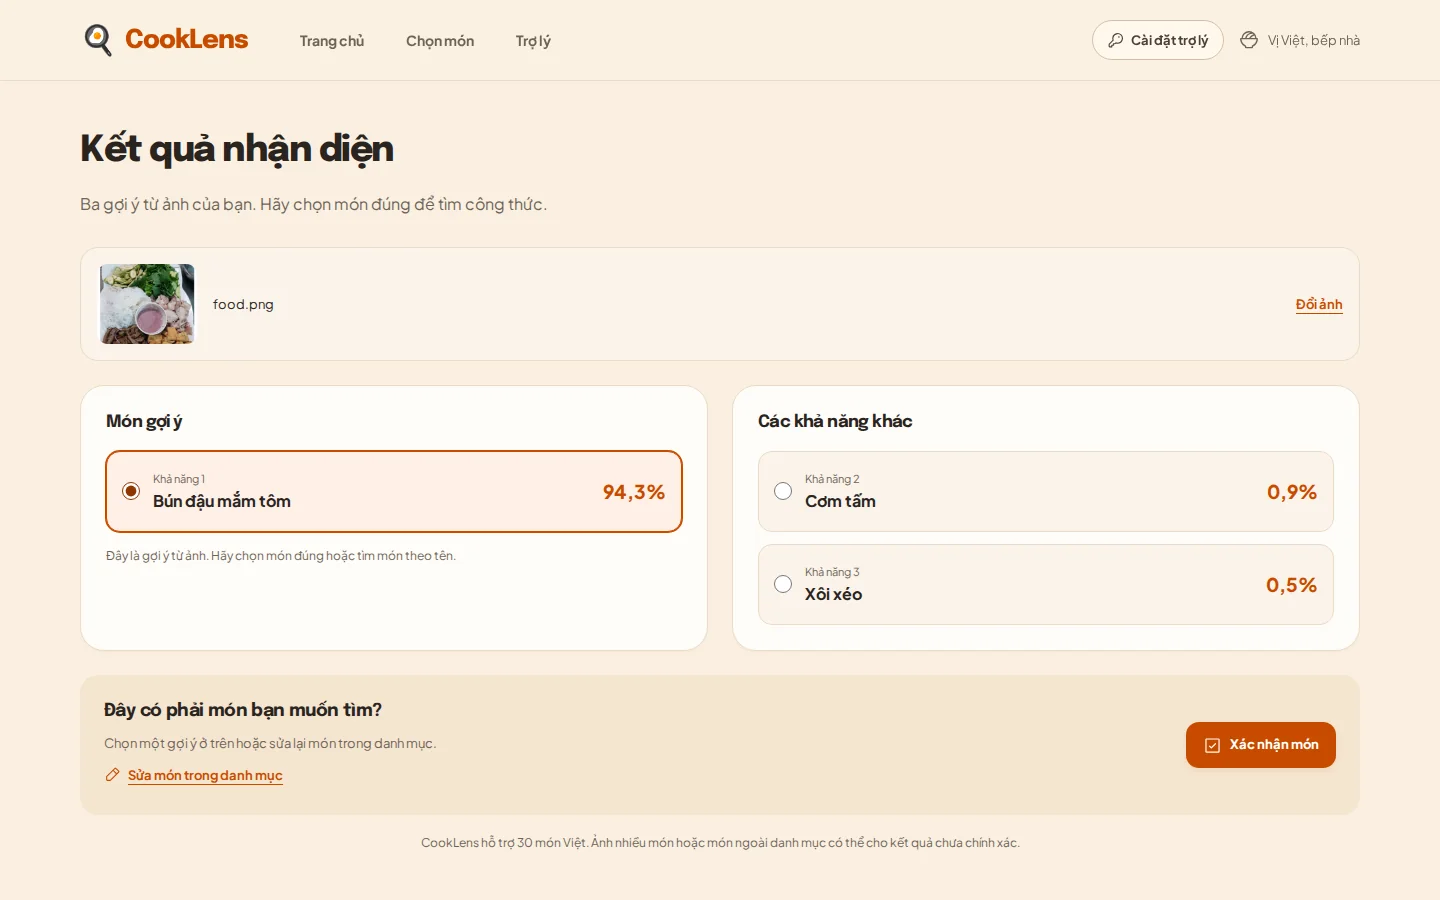 CookLens
Trang chủ
Chọn món
Trợ lý
Cài đặt trợ lý
Vị Việt, bếp nhà
Kết quả nhận diện
Ba gợi ý từ ảnh của bạn. Hãy chọn món đúng để tìm công thức.
food.png
Đổi ảnh
Món gợi ý
Khả năng 1
Bún đậu mắm tôm
94,3%
Đây là gợi ý từ ảnh. Hãy chọn món đúng hoặc tìm món theo tên.
Các khả năng khác
Khả năng 2
Cơm tấm
0,9%
Khả năng 3
Xôi xéo
0,5%
Đây có phải món bạn muốn tìm?
Chọn một gợi ý ở trên hoặc sửa lại món trong danh mục.
Sửa món trong danh mục
Xác nhận món
CookLens hỗ trợ 30 món Việt. Ảnh nhiều món hoặc món ngoài danh mục có thể cho kết quả chưa chính xác.